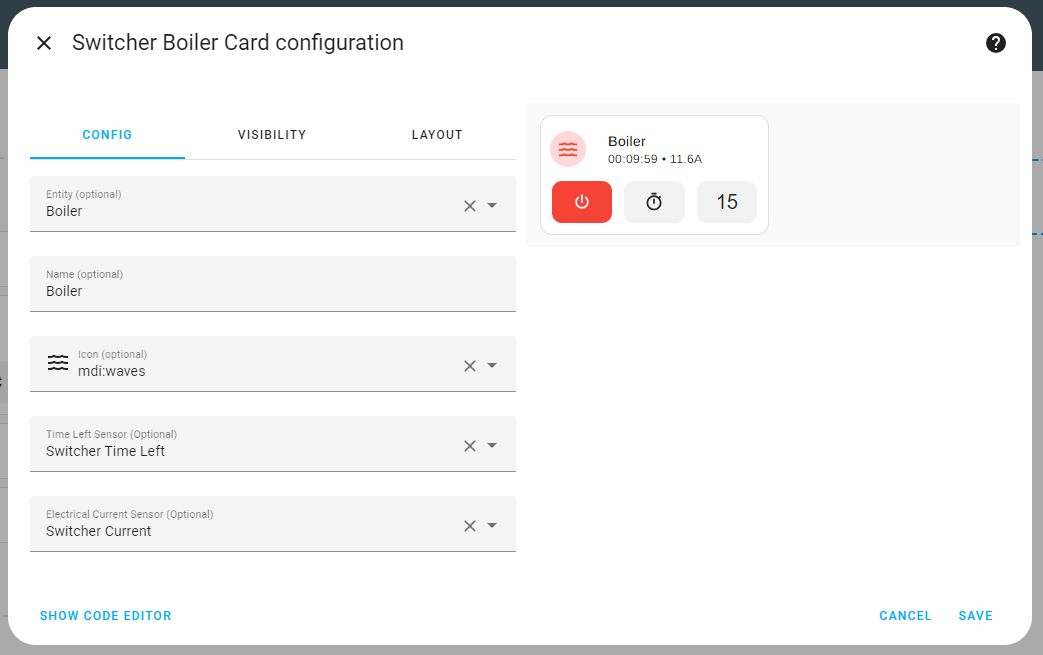 Switcher Boiler Card configuration
CONFIG
VISIBILITY
LAYOUT
Entity (optional)
Boiler
Name (optional)
Boiler
Icon (optional)
mdi:waves
Time Left Sensor (Optional)
Switcher Time Left
Electrical Current Sensor (Optional)
Switcher Current
Boiler
00:09:59 • 11.6A
15
SHOW CODE EDITOR
CANCEL
SAVE